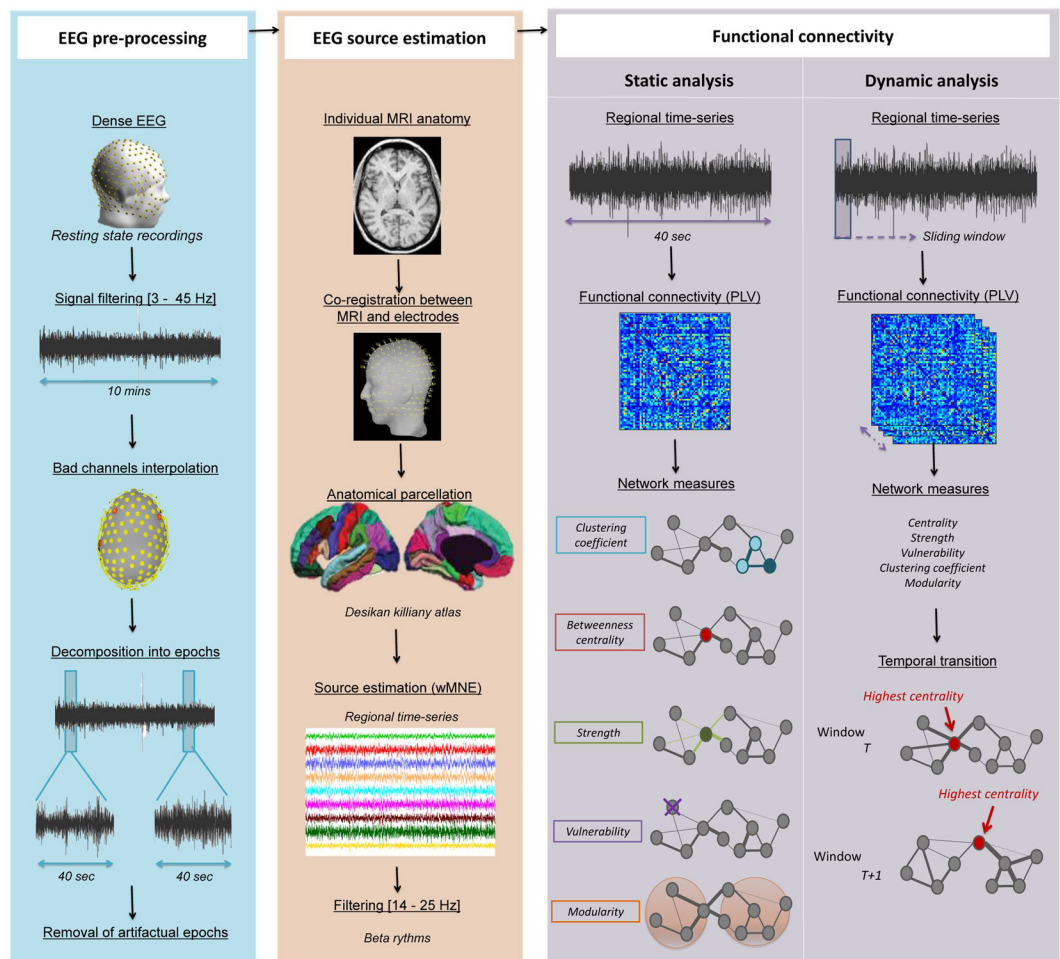 EEG pre-processing
Dense EEG
Resting state recordings
Signal filtering [3 - 45 Hz]
10 mins
Bad channels interpolation
Decomposition into epochs
40 sec
40 sec
Removal of artifactual epochs
EEG source estimation
Individual MRI anatomy
Co-registration between
MRI and electrodes
Anatomical parcellation
Desikan killiany atlas
Source estimation (wMNE)
Regional time-series
Filtering [14 - 25 Hz]
Beta rythms
Functional connectivity
Static analysis
Regional time-series
40 sec
Functional connectivity (PLV)
Network measures
Clustering
coefficient
Betweenness
centrality
Strength
Vulnerability
Modularity
Dynamic analysis
Regional time-series
Sliding window
Functional connectivity (PLV)
Network measures
Centrality
Strength
Vulnerability
Clustering coefficient
Modularity
Temporal transition
Highest centrality
Window
T
Highest centrality
Window
T+1